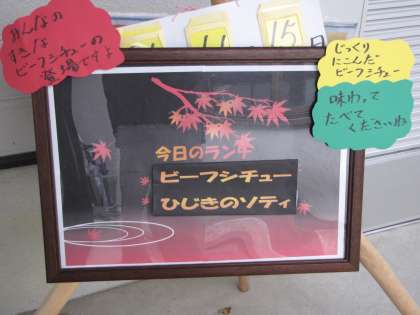 みんなの
すきな
ビーフシチューの
登場ですよ
15
日
じっくり
にこんだ
ビーフシチュー
味わって
たべて
くださいね
今日のランチ
ビーフシチュー
ひじきのソティ